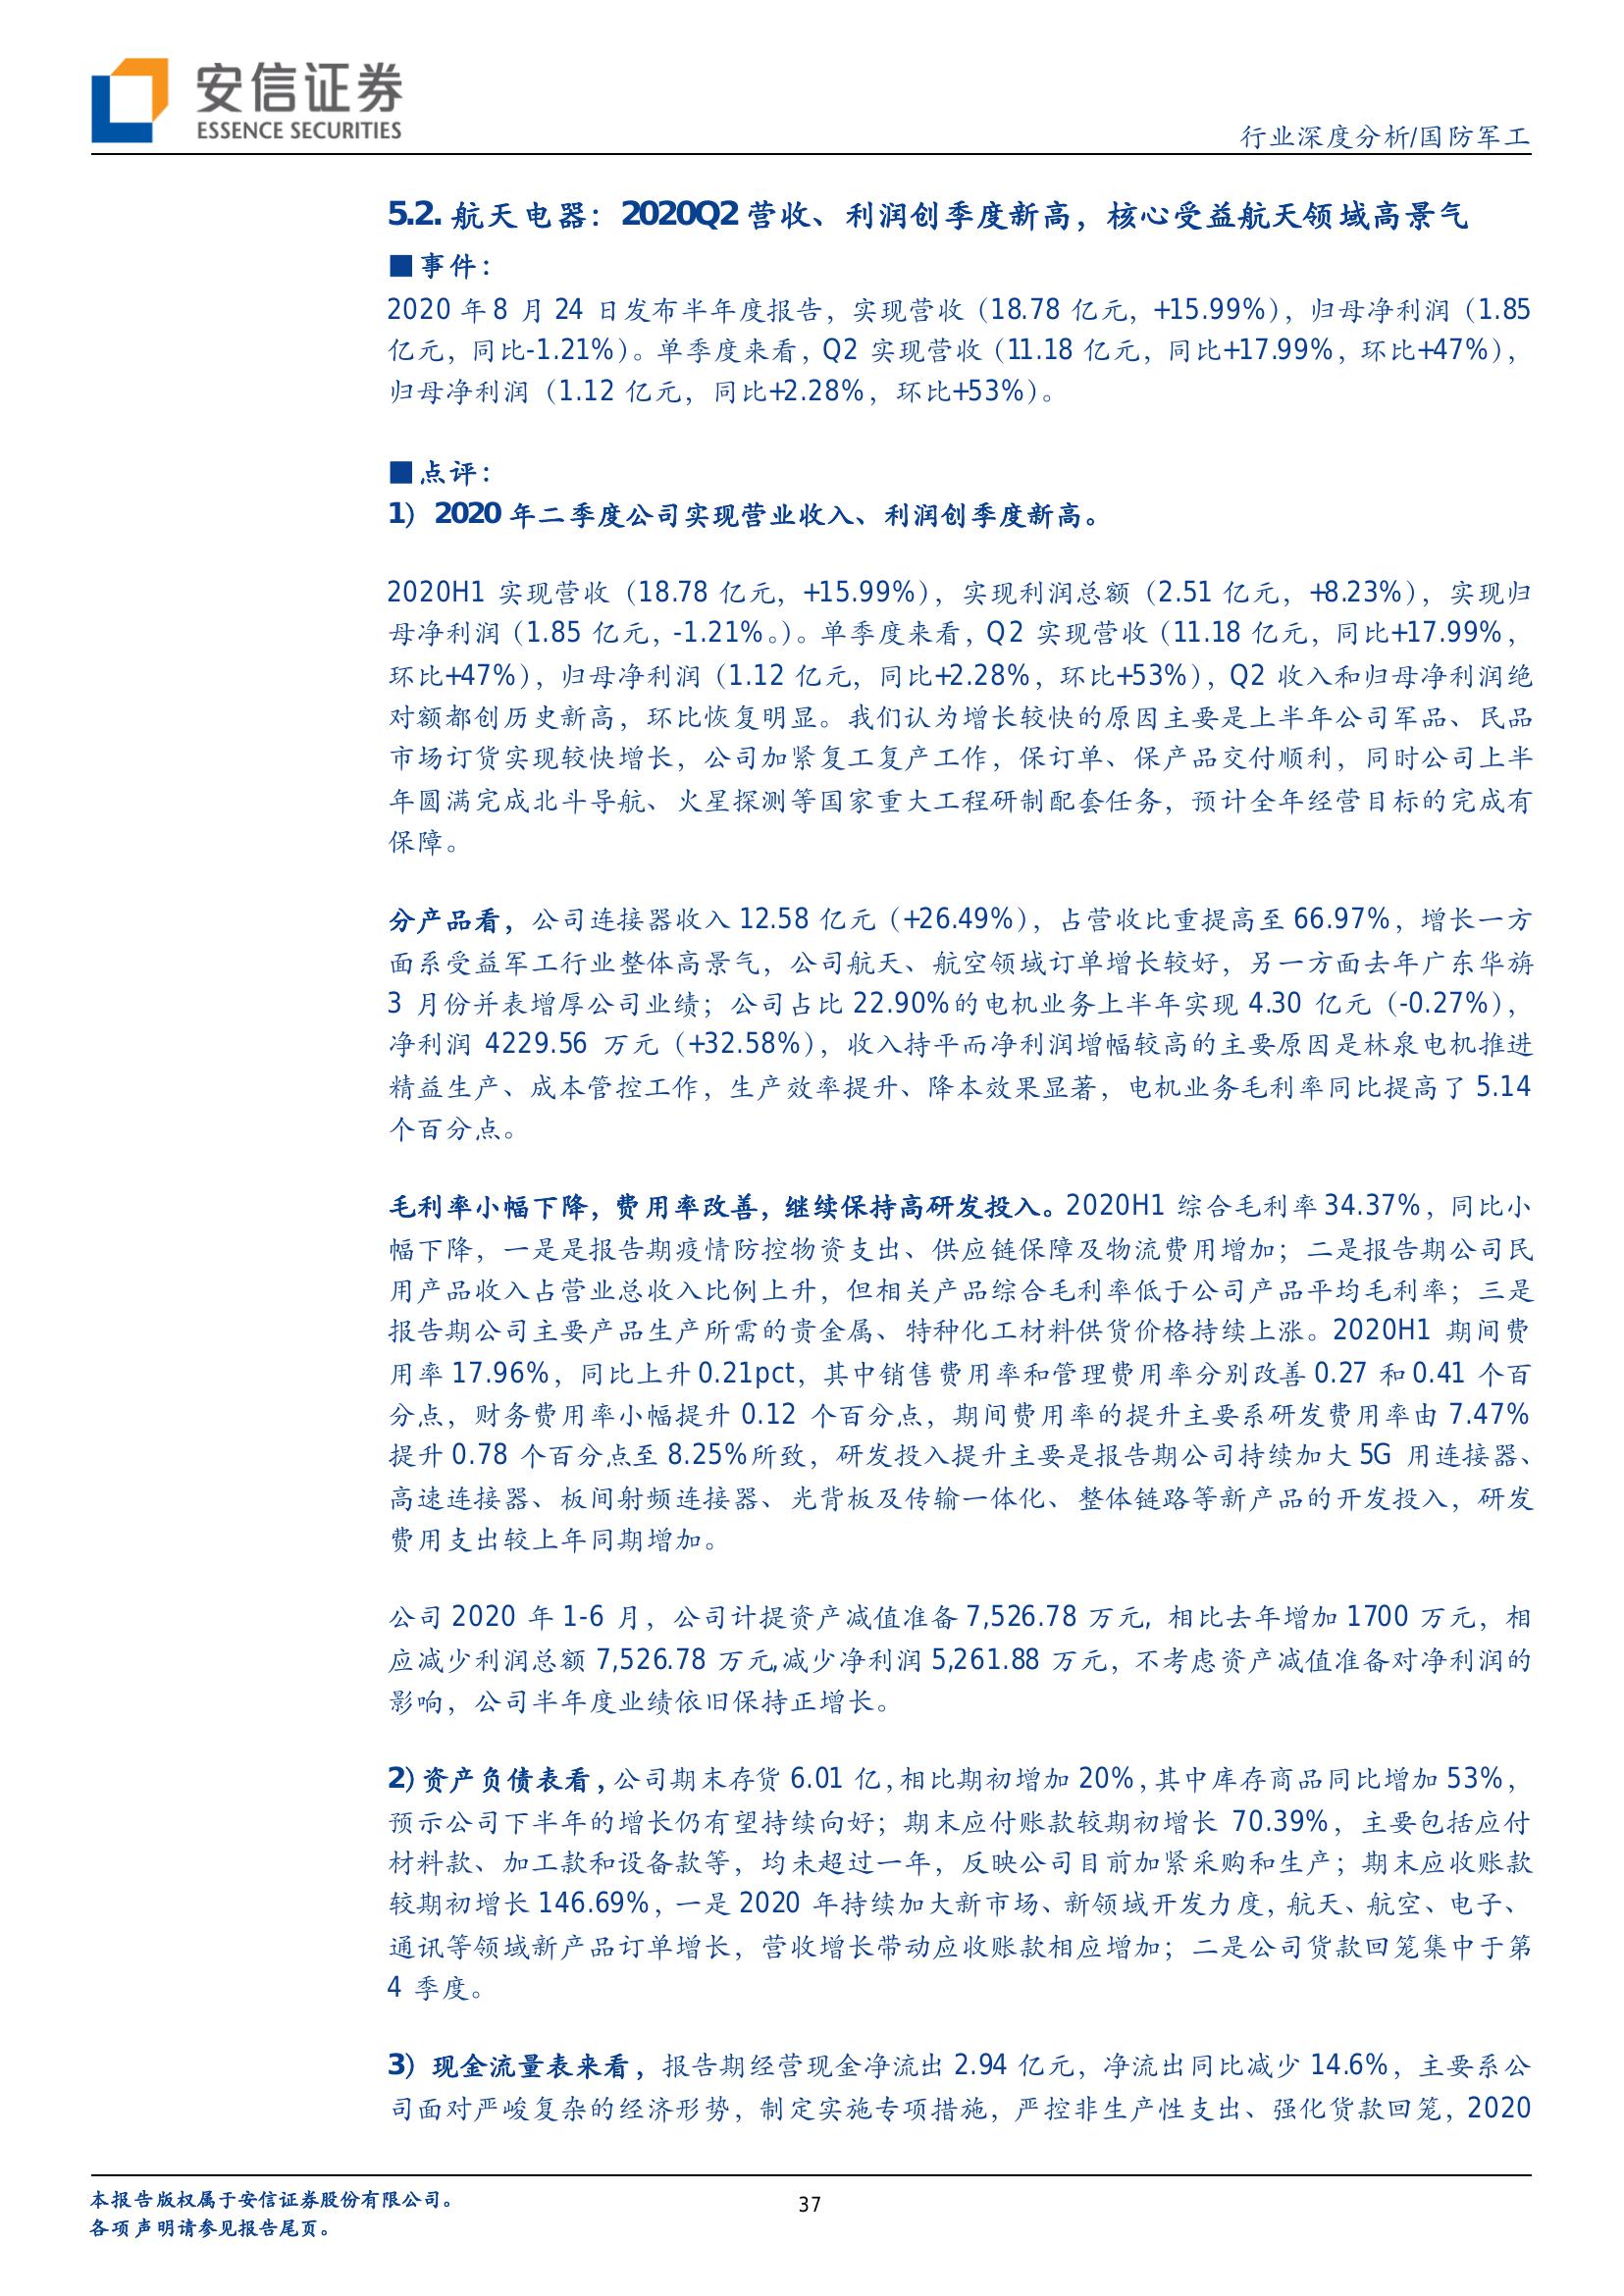 安信证券
ESSENCE SECURITIES
行业深度分析/国防军工
5.2. 航天电器：2020Q2 营收、利润创季度新高，核心受益航天领域高景气
■事件：
2020 年 8 月 24 日发布半年度报告，实现营收（18.78 亿元，+15.99%），归母净利润（1.85
亿元，同比-1.21%）。单季度来看，Q2 实现营收（11.18 亿元，同比+17.99%，环比+47%），
归母净利润（1.12 亿元，同比+2.28%，环比+53%）。
■点评：
1） 2020 年二季度公司实现营业收入、利润创季度新高。
2020H1 实现营收（18.78 亿元，+15.99%），实现利润总额（2.51 亿元，+8.23%），实现归
母净利润（1.85 亿元，-1.21%。）。单季度来看，Q2 实现营收（11.18 亿元，同比+17.99%，
环比+47%），归母净利润（1.12 亿元，同比+2.28%，环比+53%），Q2 收入和归母净利润绝
对额都创历史新高，环比恢复明显。我们认为增长较快的原因主要是上半年公司军品、民品
市场订货实现较快增长，公司加紧复工复产工作，保订单、保产品交付顺利，同时公司上半
年圆满完成北斗导航、火星探测等国家重大工程研制配套任务，预计全年经营目标的完成有
保障。
分产品看，公司连接器收入 12.58 亿元（+26.49%），占营收比重提高至 66.97%，增长一方
面系受益军工行业整体高景气，公司航天、航空领域订单增长较好，另一方面去年广东华旃
3 月份并表增厚公司业绩；公司占比 22.90%的电机业务上半年实现 4.30 亿元（-0.27%），
净利润 4229.56 万元（+32.58%），收入持平而净利润增幅较高的主要原因是林泉电机推进
精益生产、成本管控工作，生产效率提升、降本效果显著，电机业务毛利率同比提高了 5.14
个百分点。
毛利率小幅下降，费用率改善，继续保持高研发投入。2020H1 综合毛利率 34.37%，同比小
幅下降，一是是报告期疫情防控物资支出、供应链保障及物流费用增加；二是报告期公司民
用产品收入占营业总收入比例上升，但相关产品综合毛利率低于公司产品平均毛利率；三是
报告期公司主要产品生产所需的贵金属、特种化工材料供货价格持续上涨。2020H1 期间费
用率 17.96%，同比上升 0.21pct，其中销售费用率和管理费用率分别改善 0.27 和 0.41 个百
分点，财务费用率小幅提升 0.12 个百分点，期间费用率的提升主要系研发费用率由 7.47%
提升 0.78 个百分点至 8.25%所致，研发投入提升主要是报告期公司持续加大 5G 用连接器、
高速连接器、板间射频连接器、光背板及传输一体化、整体链路等新产品的开发投入，研发
费用支出较上年同期增加。
公司 2020 年 1-6 月，公司计提资产减值准备 7,526.78 万元，相比去年增加 1700 万元，相
应减少利润总额 7,526.78 万元,减少净利润 5,261.88 万元，不考虑资产减值准备对净利润的
影响，公司半年度业绩依旧保持正增长。
2）资产负债表看，公司期末存货 6.01 亿，相比期初增加 20%，其中库存商品同比增加 53%，
预示公司下半年的增长仍有望持续向好；期末应付账款较期初增长 70.39%，主要包括应付
材料款、加工款和设备款等，均未超过一年，反映公司目前加紧采购和生产；期末应收账款
较期初增长 146.69%，一是 2020 年持续加大新市场、新领域开发力度，航天、航空、电子、
通讯等领域新产品订单增长，营收增长带动应收账款相应增加；二是公司货款回笼集中于第
4 季度。
3） 现金流量表来看，报告期经营现金净流出 2.94 亿元，净流出同比减少 14.6%，主要系公
司面对严峻复杂的经济形势，制定实施专项措施，严控非生产性支出、强化货款回笼，2020
本报告版权属于安信证券股份有限公司。
37
各项声明请参见报告尾页。